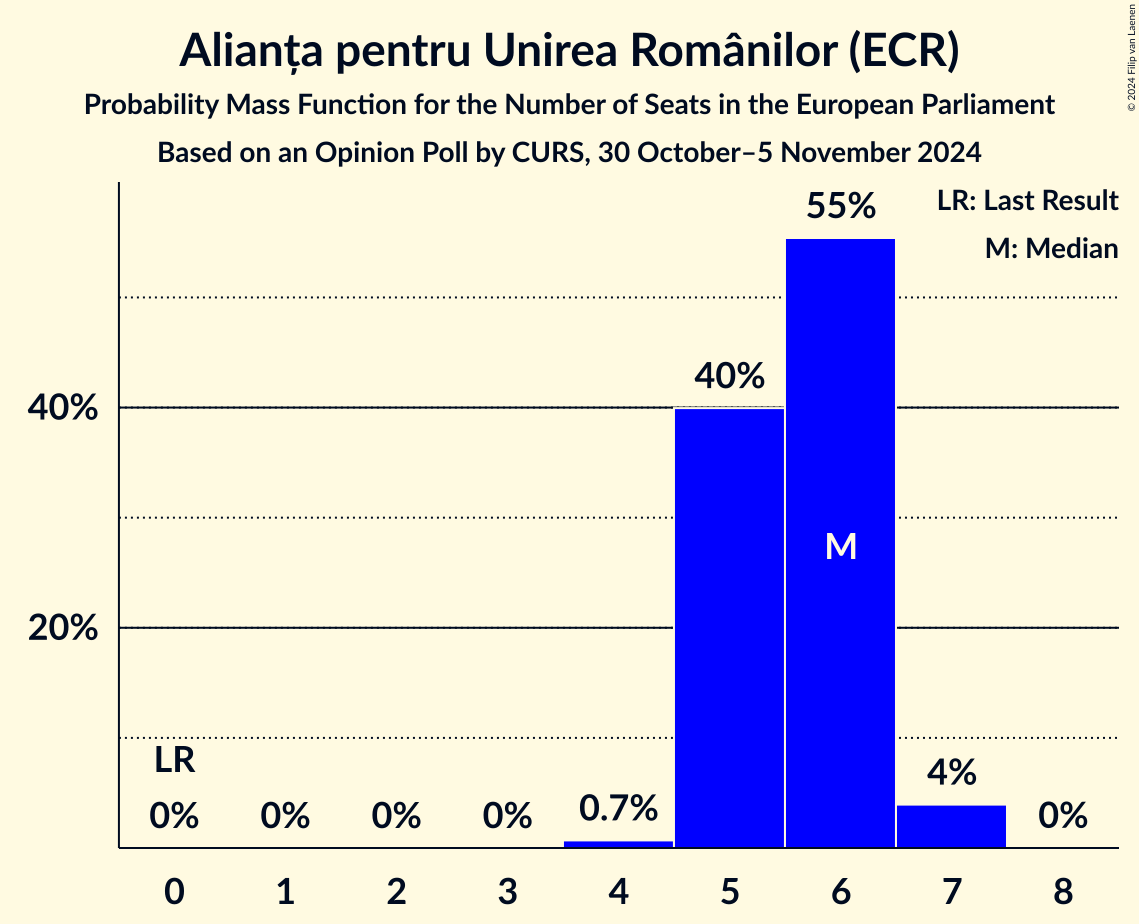 Alianța pentru Unirea Românilor (ECR)
Probability Mass Function for the Number of Seats in the European Parliament
Based on an Opinion Poll by CURS, 30 October–5 November 2024
© 2024 Filip van Laenen
LR: Last Result
M: Median
55%
40%
40%
M
20%
LR
0%
0%
0%
0%
0.7%
4%
0%
0 1 2 3 4 5 6 7 8